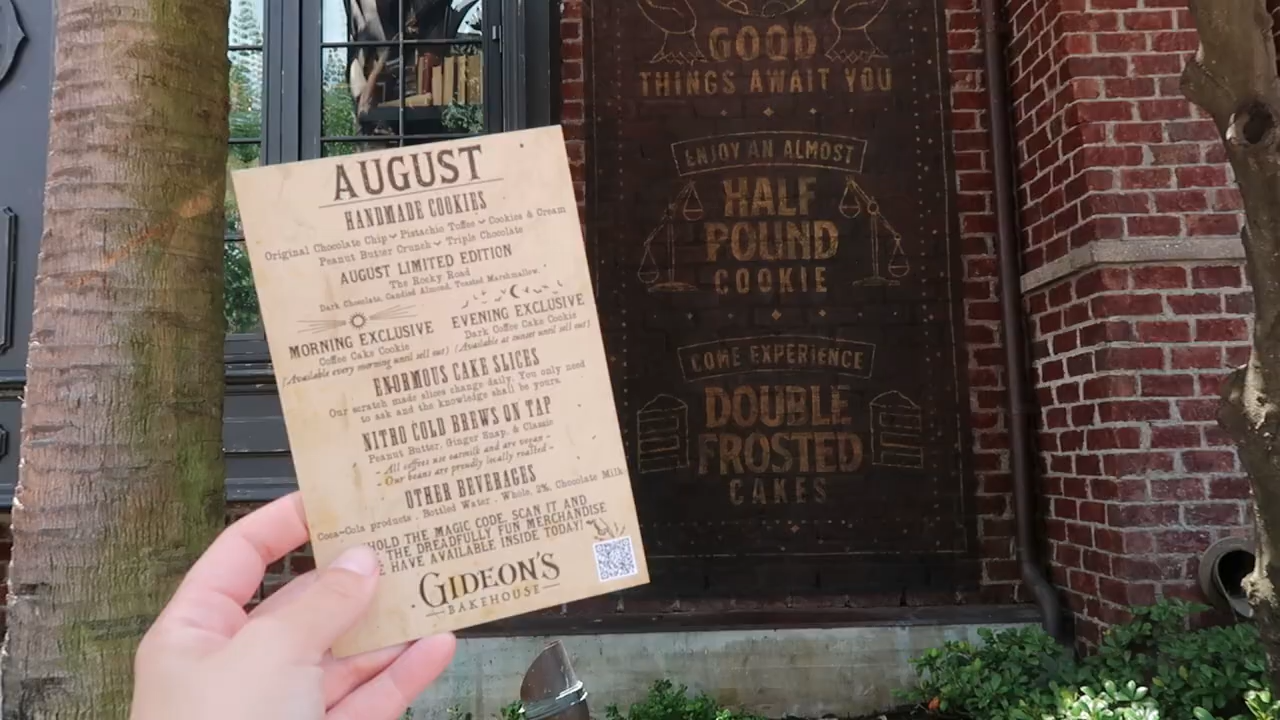 AUGUST
HANDMADE COOKIES
Original Chocolate Chip ~ Pistachio Toffee ~ Cookies & Cream
Peanut Butter Crunch ~ Triple Chocolate
AUGUST LIMITED EDITION
The Rocky Road
Dark Chocolate, Candied Almond, Toasted Marshmallow.
MORNING EXCLUSIVE
Coffee Cake Cookie
(Available every morning until sell out)
EVENING EXCLUSIVE
Dark Coffee Cake Cookie
(Available at sunset until sell out)
ENORMOUS CAKE SLICES
Our scratch made slices change daily. You only need
to ask and the knowledge shall be yours.
NITRO COLD BREWS ON TAP
Peanut Butter, Ginger Snap, & Classic
~ All coffees use oatmilk and are vegan ~
~ Our beans are proudly locally roasted ~
OTHER BEVERAGES
Coca-Cola products . Bottled Water . Whole, 2%, Chocolate Milk
THE MAGIC CODE, SCAN IT AND
THE DREADFULLY FUN MERCHANDISE
HAVE AVAILABLE INSIDE TODAY!
GIDEON'S
BAKEHOUSE
GOOD
THINGS AWAIT YOU
ENJOY AN ALMOST
HALF
POUND
COOKIE
COME EXPERIENCE
DOUBLE
FROSTED
CAKES